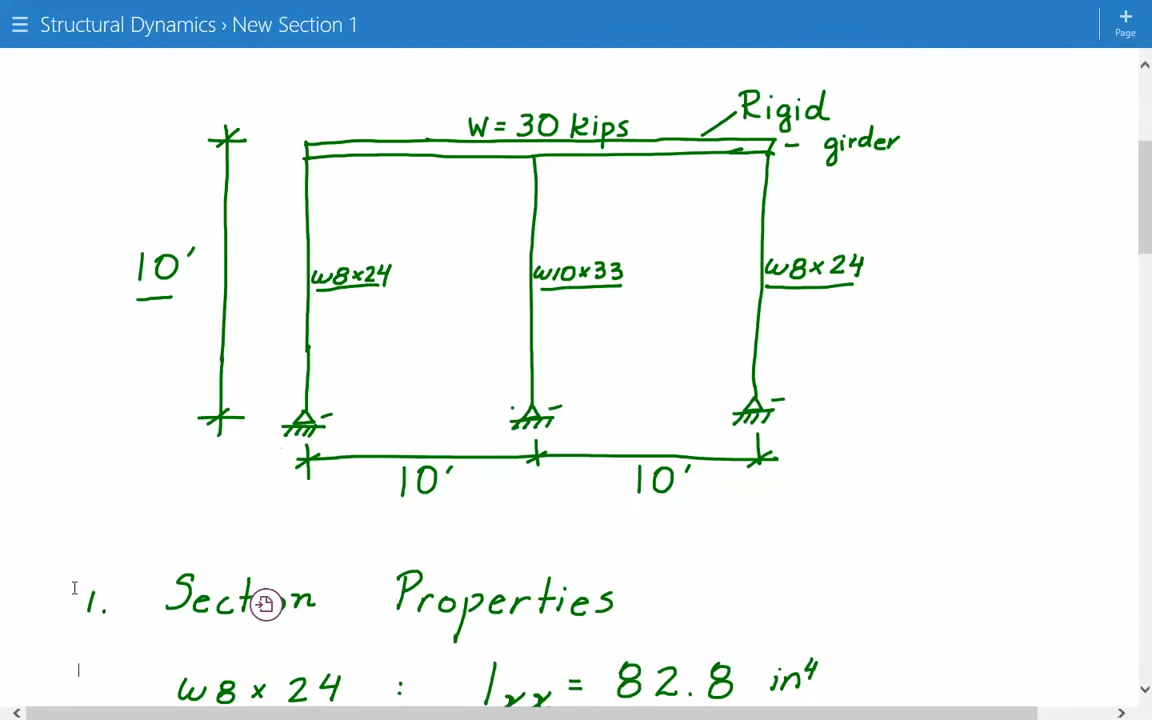 Structural Dynamics › New Section 1
Page
W = 30 kips
Rigid
girder
10'
W8×24
W10×33
W8×24
10'
10'
1. Section Properties
W8×24 : Ixx = 82.8 in⁴